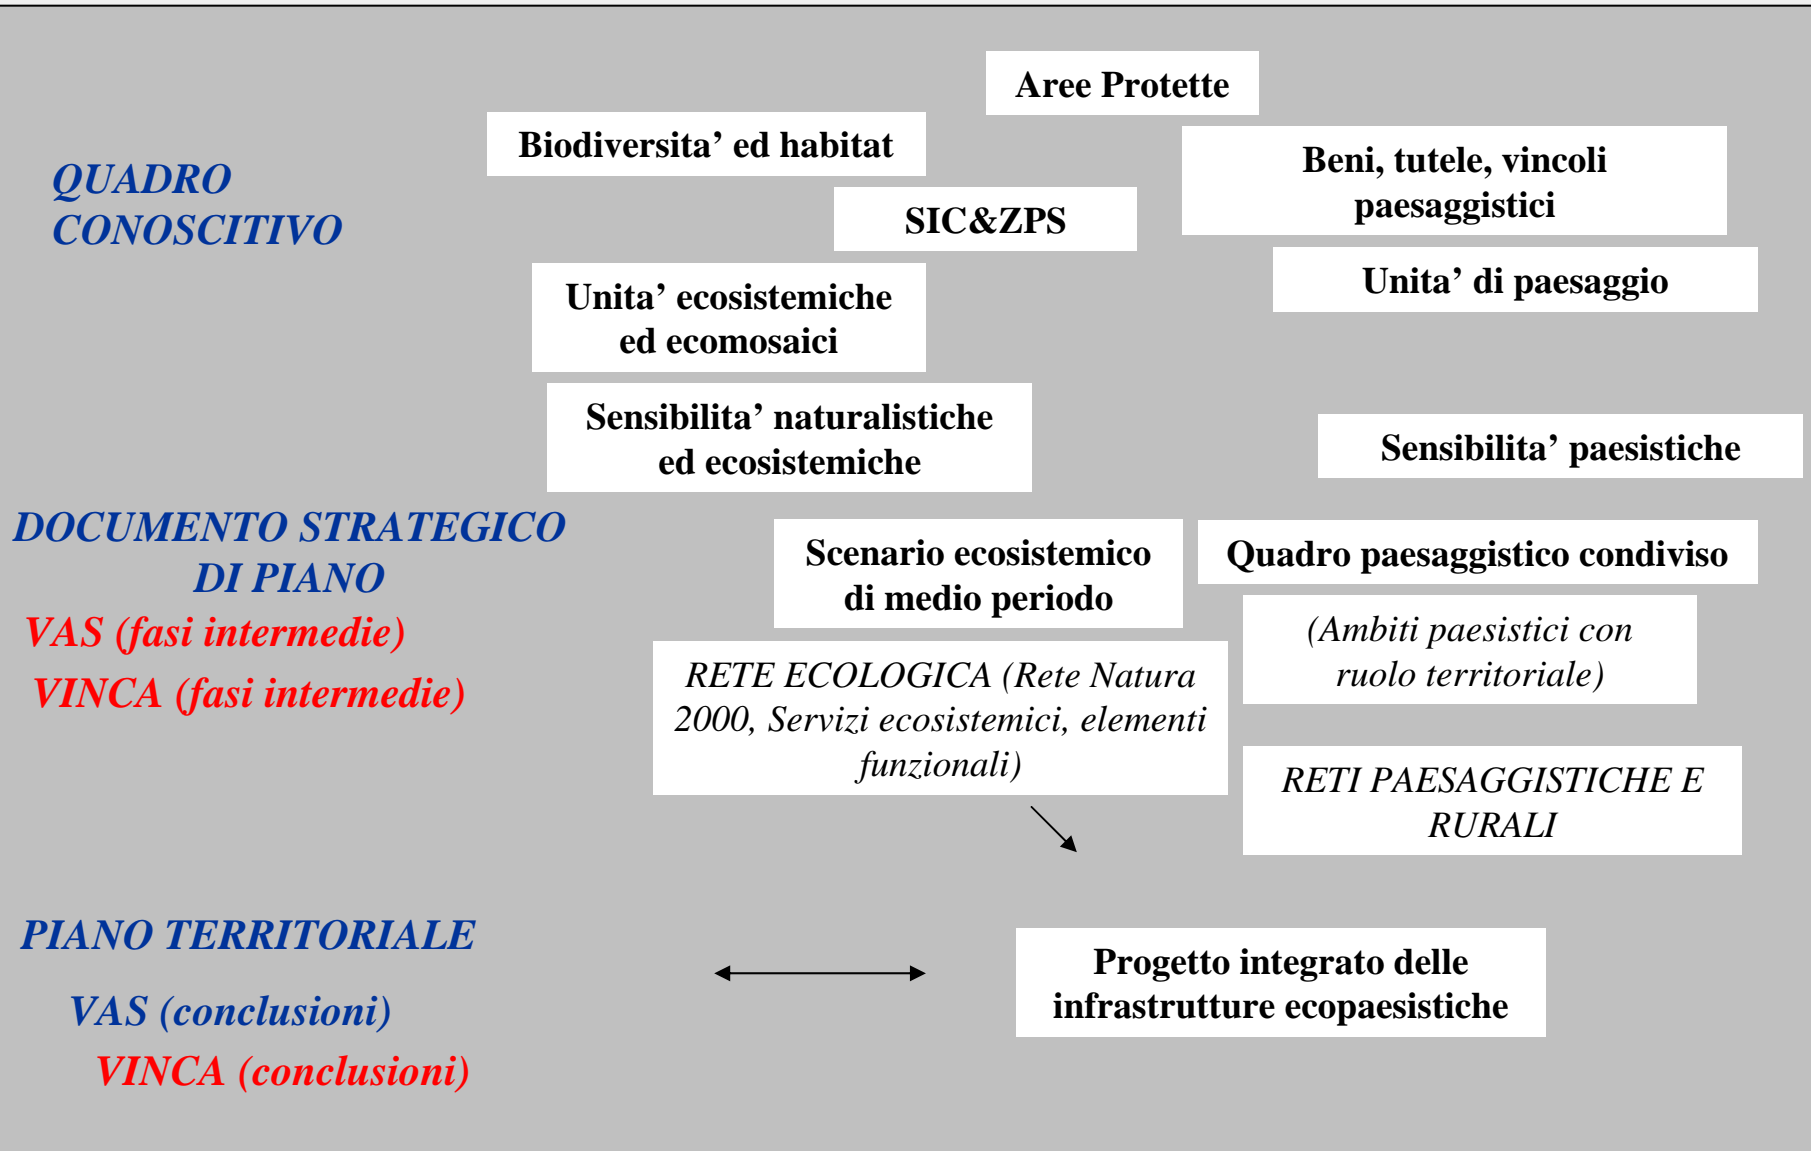 Aree Protette
Biodiversita’ ed habitat
Beni, tutele, vincoli
paesaggistici
QUADRO
CONOSCITIVO
SIC&ZPS
Unita’ di paesaggio
Unita’ ecosistemiche
ed ecomosaici
Sensibilita’ naturalistiche
ed ecosistemiche
Sensibilita’ paesistiche
DOCUMENTO STRATEGICO
DI PIANO
VAS (fasi intermedie)
VINCA (fasi intermedie)
Scenario ecosistemico
di medio periodo
Quadro paesaggistico condiviso
(Ambiti paesistici con
ruolo territoriale)
RETE ECOLOGICA (Rete Natura
2000, Servizi ecosistemici, elementi
funzionali)
RETI PAESAGGISTICHE E
RURALI
PIANO TERRITORIALE
VAS (conclusioni)
VINCA (conclusioni)
Progetto integrato delle
infrastrutture ecopaesistiche